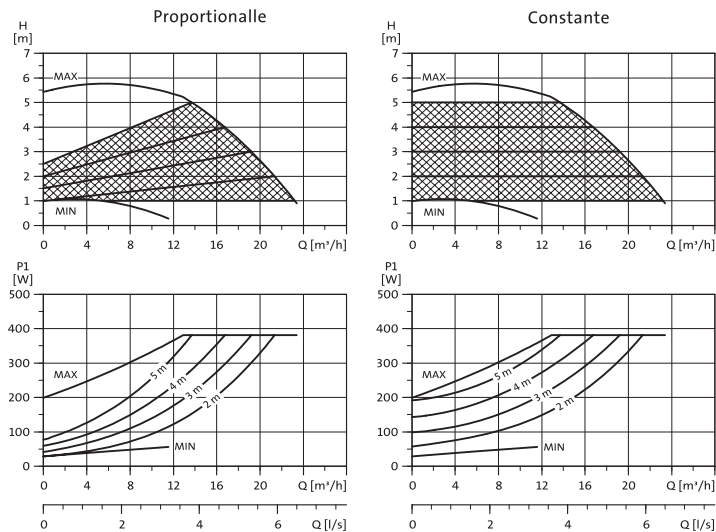 Proportionalle
H
[m]
7
6
5
4
3
2
1
0
MAX
MIN
0 4 8 12 16 20 Q [m³/h]
P1
[W]
500
400
300
200
100
0
MAX
5 m
4 m
3 m
2 m
MIN
0 4 8 12 16 20 Q [m³/h]
0 2 4 6 Q [l/s]
Constante
H
[m]
7
6
5
4
3
2
1
0
MAX
MIN
0 4 8 12 16 20 Q [m³/h]
P1
[W]
500
400
300
200
100
0
MAX
5 m
4 m
3 m
2 m
MIN
0 4 8 12 16 20 Q [m³/h]
0 2 4 6 Q [l/s]